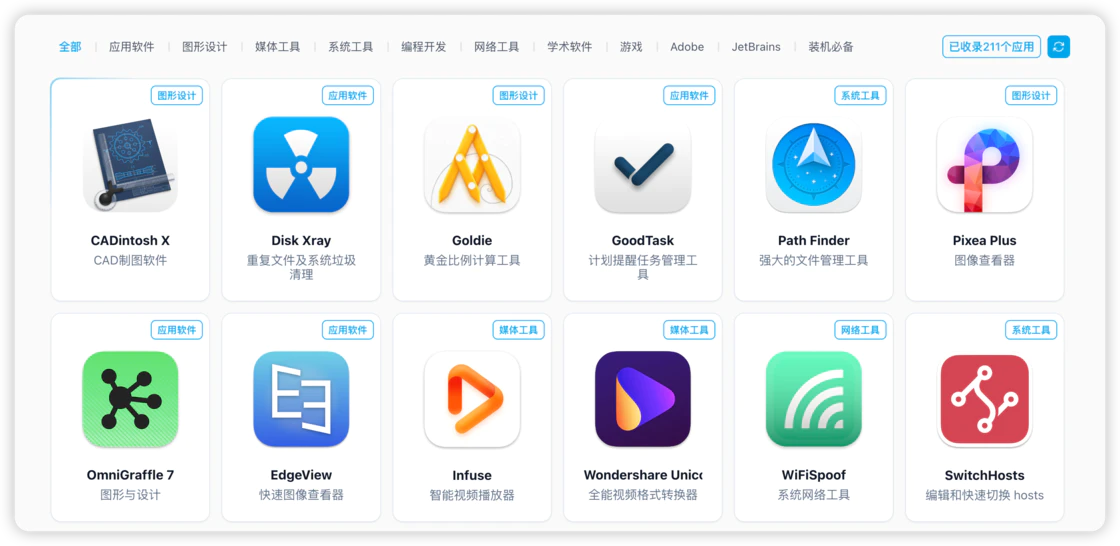 全部 应用软件 图形设计 媒体工具 系统工具 编程开发 网络工具 学术软件 游戏 Adobe JetBrains 装机必备 已收录211个应用
图形设计 应用软件 图形设计 应用软件 系统工具 图形设计
CADintosh X Disk Xray Goldie GoodTask Path Finder Pixea Plus
CAD制图软件 重复文件及系统垃圾 黄金比例计算工具 计划提醒任务管理工 强大的文件管理工具 图像查看器
清理 具
应用软件 应用软件 媒体工具 媒体工具 网络工具 系统工具
OmniGraffle 7 EdgeView Infuse Wondershare Unico WiFiSpoof SwitchHosts
图形与设计 快速图像查看器 智能视频播放器 全能视频格式转换器 系统网络工具 编辑和快速切换 hosts